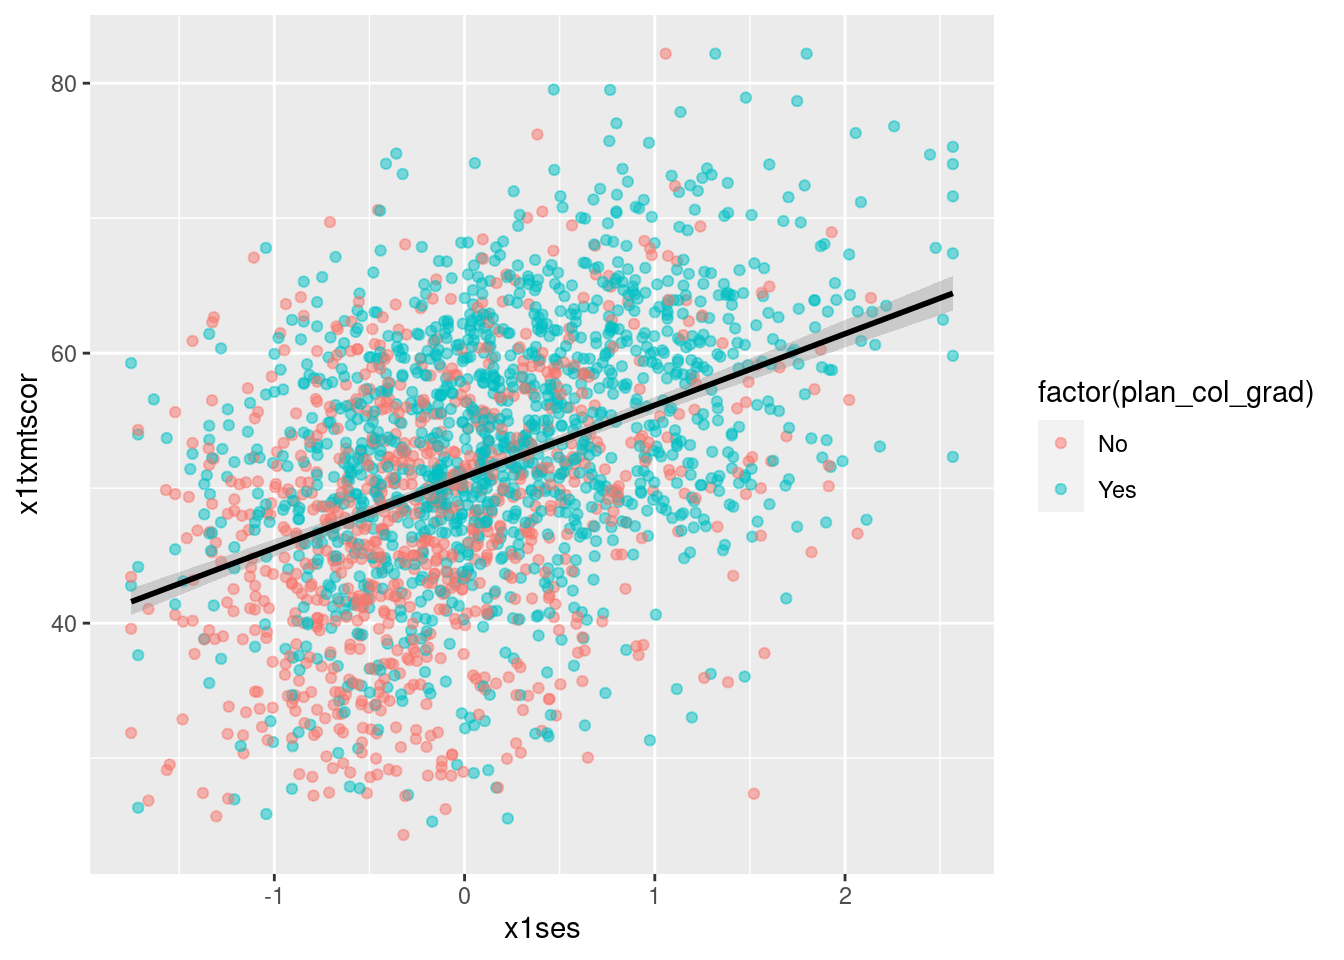 x1txmtscor
80
60
40
-1
0
1
2
x1ses
factor(plan_col_grad)
No
Yes